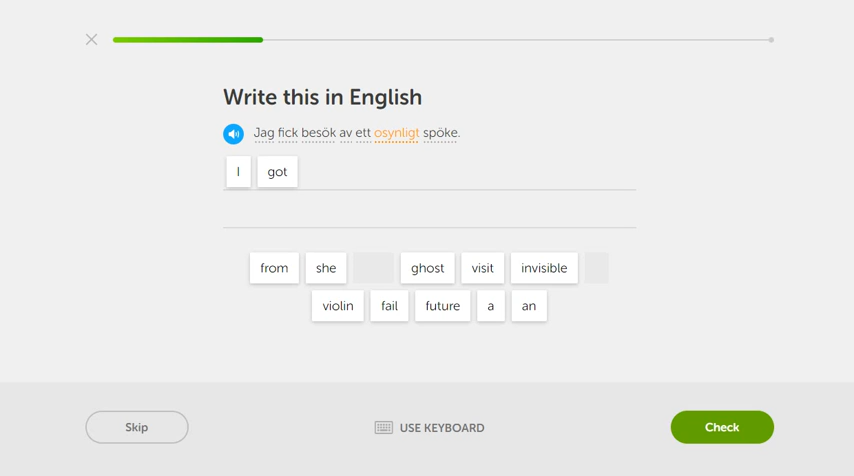 Write this in English
Jag fick besök av ett osynligt spöke.
I got
from she ghost visit invisible
violin fail future a an
Skip USE KEYBOARD Check